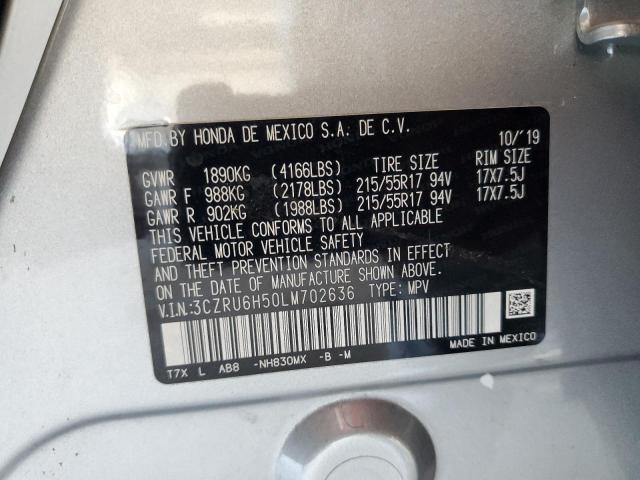 MFD.BY HONDA DE MEXICO S.A. DE C.V. 10/'19
GVWR 1890KG (4166LBS) TIRE SIZE RIM SIZE
GAWR F 988KG (2178LBS) 215/55R17 94V 17X7.5J
GAWR R 902KG (1988LBS) 215/55R17 94V 17X7.5J
THIS VEHICLE CONFORMS TO ALL APPLICABLE
FEDERAL MOTOR VEHICLE SAFETY
AND THEFT PREVENTION STANDARDS IN EFFECT
ON THE DATE OF MANUFACTURE SHOWN ABOVE.
V.I.N.:3CZRU6H50LM702636 TYPE: MPV
T7X L AB8 -NH830MX -B -M MADE IN MEXICO